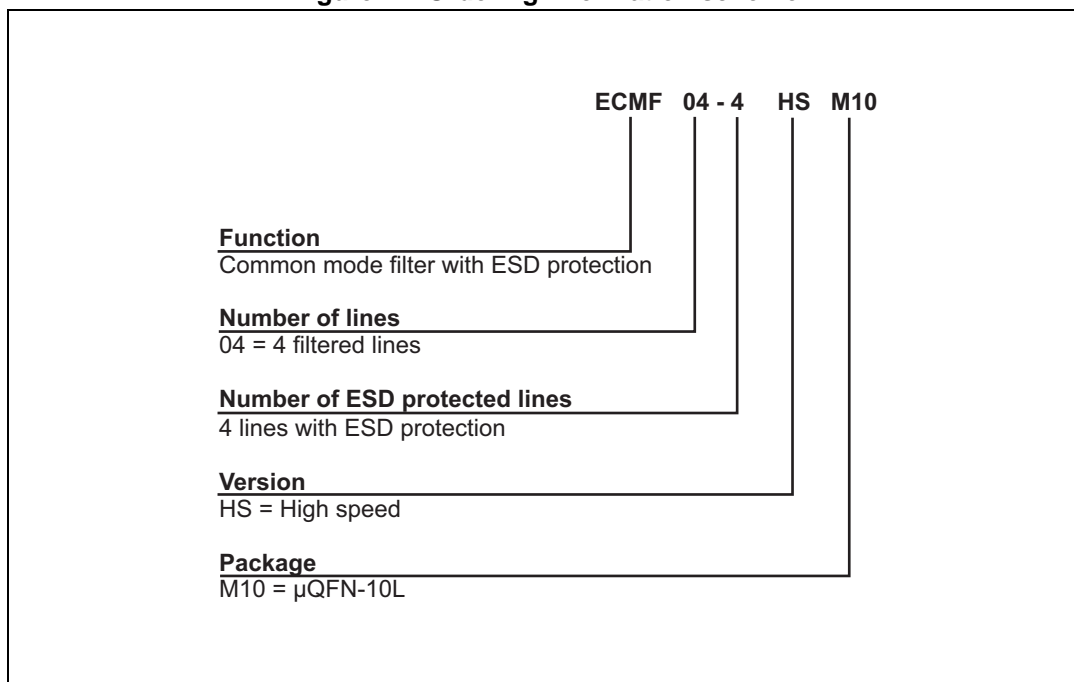 ECMF 04 - 4 HS M10
Function
Common mode filter with ESD protection
Number of lines
04 = 4 filtered lines
Number of ESD protected lines
4 lines with ESD protection
Version
HS = High speed
Package
M10 = µQFN-10L